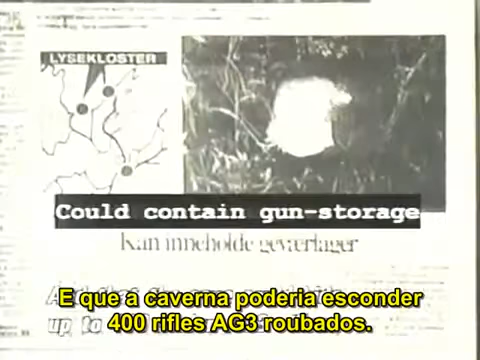 LYSEKLOSTER
Could contain gun-storage
Kan inneholde geværlager
E que a caverna poderia esconder
400 rifles AG3 roubados.